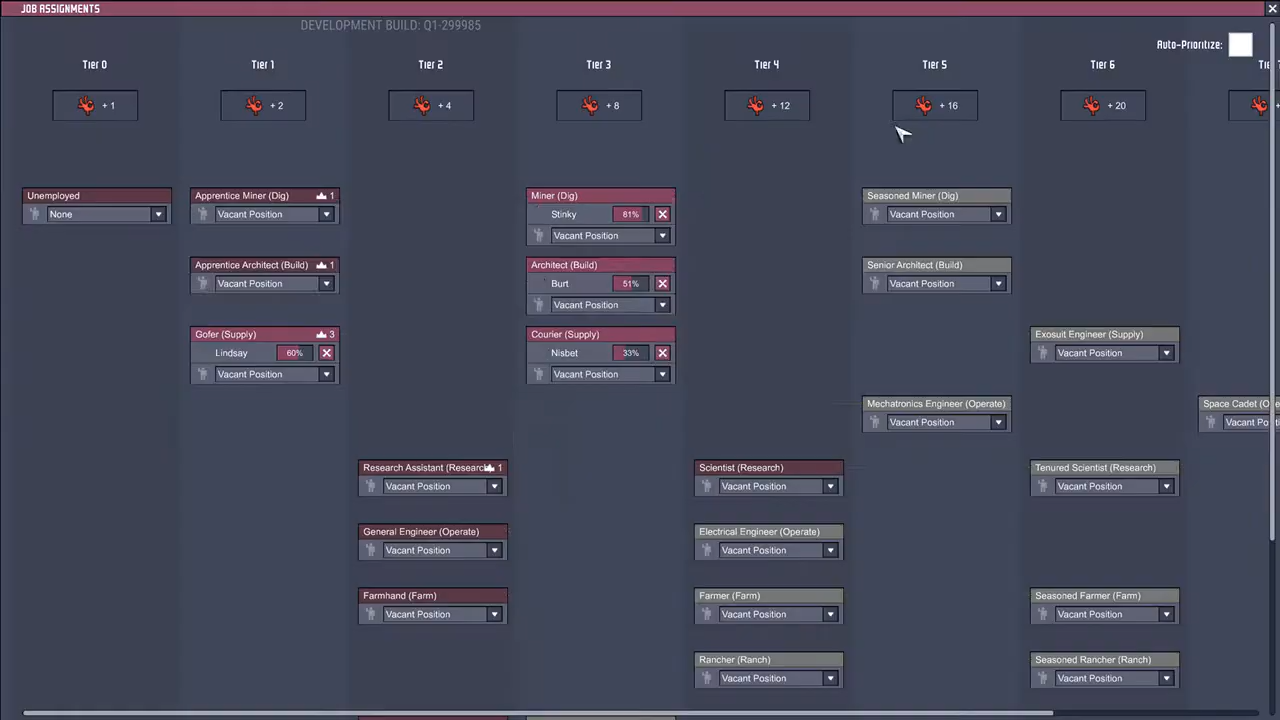 JOB ASSIGNMENTS
DEVELOPMENT BUILD: Q1-299985
Auto-Prioritize:
Tier 0 Tier 1 Tier 2 Tier 3 Tier 4 Tier 5 Tier 6
+ 1 + 2 + 4 + 8 + 12 + 16 + 20
Unemployed Apprentice Miner (Dig) 1 Miner (Dig) Seasoned Miner (Dig)
None Vacant Position Stinky 81% Vacant Position
Vacant Position
Apprentice Architect (Build) 1 Architect (Build) Senior Architect (Build)
Vacant Position Burt 51% Vacant Position
Vacant Position
Gofer (Supply) 3 Courier (Supply) Exosuit Engineer (Supply)
Lindsay 60% Nisbet 33% Vacant Position
Vacant Position Vacant Position
Mechatronics Engineer (Operate) Space Cadet (Ope
Vacant Position Vacant Posit
Research Assistant (Research 1 Scientist (Research) Tenured Scientist (Research)
Vacant Position Vacant Position Vacant Position
General Engineer (Operate) Electrical Engineer (Operate)
Vacant Position Vacant Position
Farmhand (Farm) Farmer (Farm) Seasoned Farmer (Farm)
Vacant Position Vacant Position Vacant Position
Rancher (Ranch) Seasoned Rancher (Ranch)
Vacant Position Vacant Position